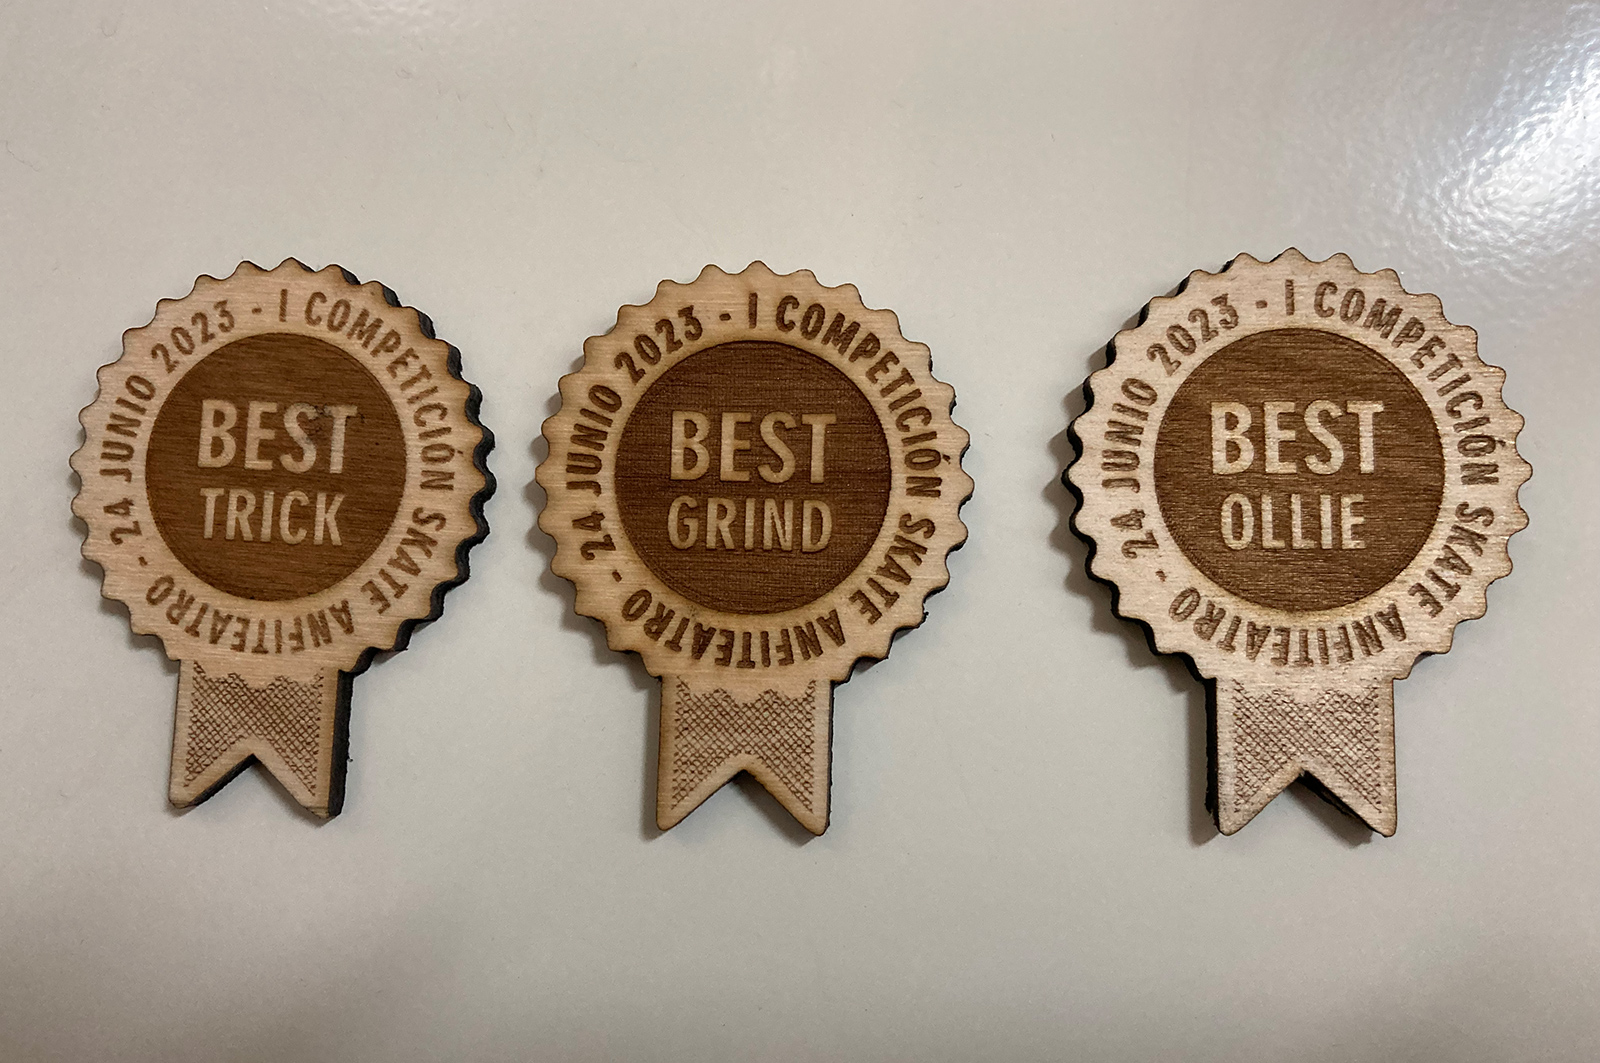 24 JUNIO 2023 - I COMPETICIÓN SKATE ANFITEATRO -
BEST
TRICK
24 JUNIO 2023 - I COMPETICIÓN SKATE ANFITEATRO -
BEST
GRIND
24 JUNIO 2023 - I COMPETICIÓN SKATE ANFITEATRO -
BEST
OLLIE